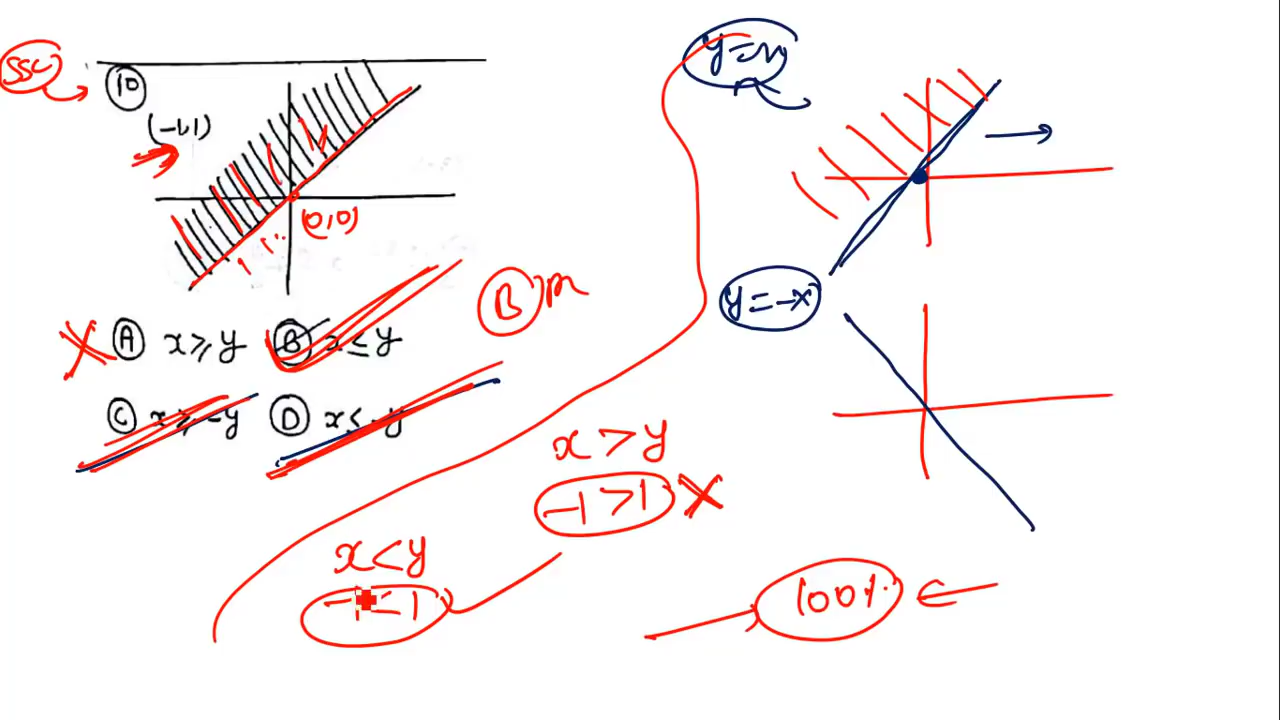 SSC
10
(-1,1)
(0,0)
A x ≥ y B x ≤ y
C x ≥ -y D x ≤ -y
B
x > y
-1 > 1
x < y
-1 ≤ 1
y =
y = -x
100%